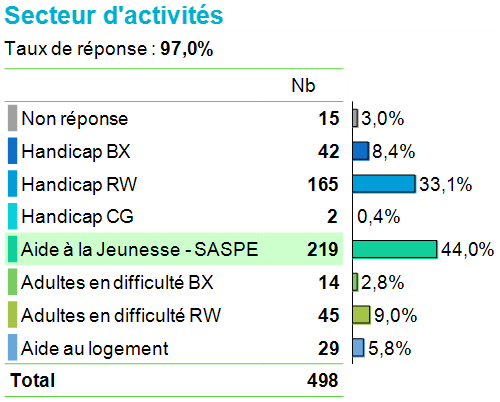 Secteur d'activités
Taux de réponse : 97,0%
Nb
Non réponse 15 3,0%
Handicap BX 42 8,4%
Handicap RW 165 33,1%
Handicap CG 2 0,4%
Aide à la Jeunesse - SASPE 219 44,0%
Adultes en difficulté BX 14 2,8%
Adultes en difficulté RW 45 9,0%
Aide au logement 29 5,8%
Total 498